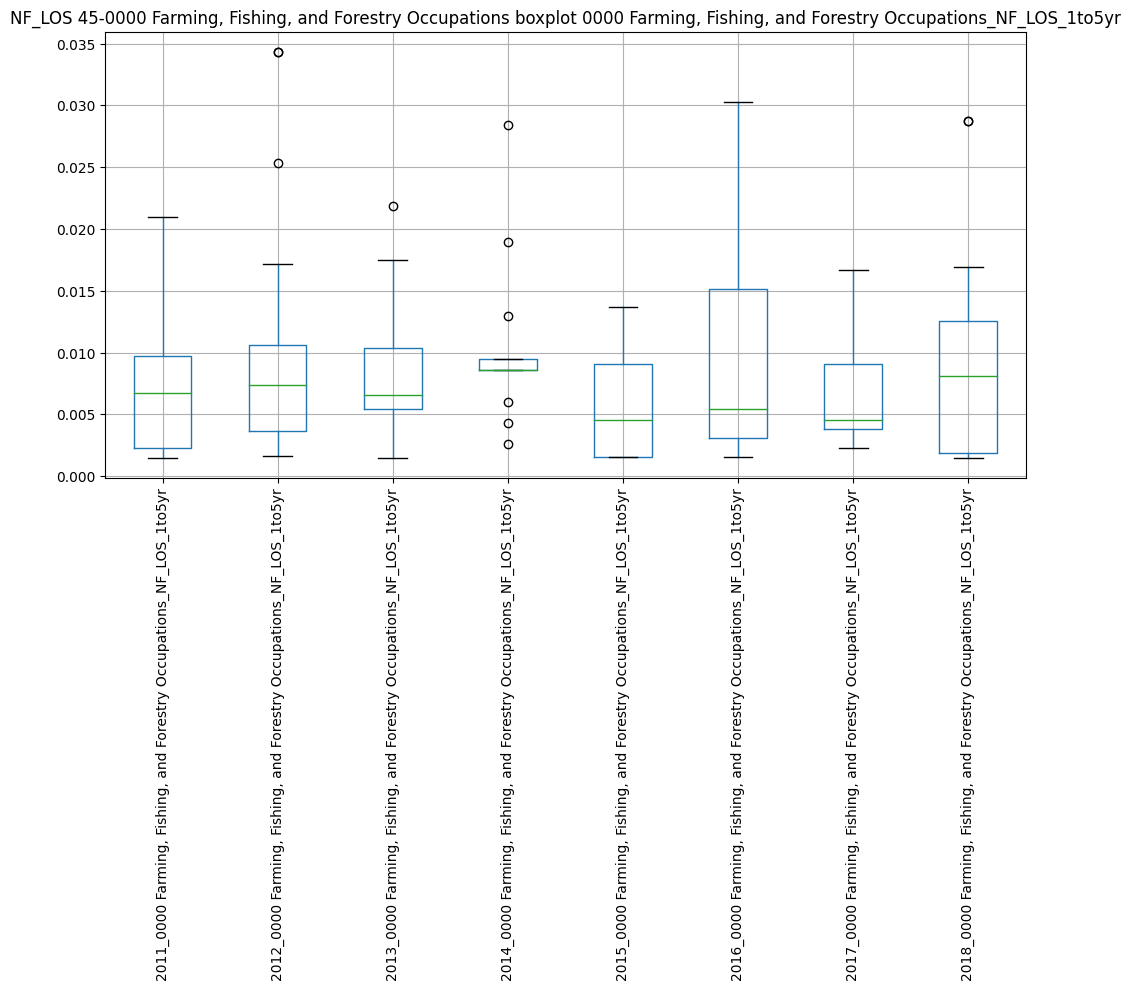 NF_LOS 45-0000 Farming, Fishing, and Forestry Occupations boxplot 0000 Farming, Fishing, and Forestry Occupations_NF_LOS_1to5yr
0.035
0.030
0.025
0.020
0.015
0.010
0.005
0.000
2011_0000 Farming, Fishing, and Forestry Occupations_NF_LOS_1to5yr
2012_0000 Farming, Fishing, and Forestry Occupations_NF_LOS_1to5yr
2013_0000 Farming, Fishing, and Forestry Occupations_NF_LOS_1to5yr
2014_0000 Farming, Fishing, and Forestry Occupations_NF_LOS_1to5yr
2015_0000 Farming, Fishing, and Forestry Occupations_NF_LOS_1to5yr
2016_0000 Farming, Fishing, and Forestry Occupations_NF_LOS_1to5yr
2017_0000 Farming, Fishing, and Forestry Occupations_NF_LOS_1to5yr
2018_0000 Farming, Fishing, and Forestry Occupations_NF_LOS_1to5yr